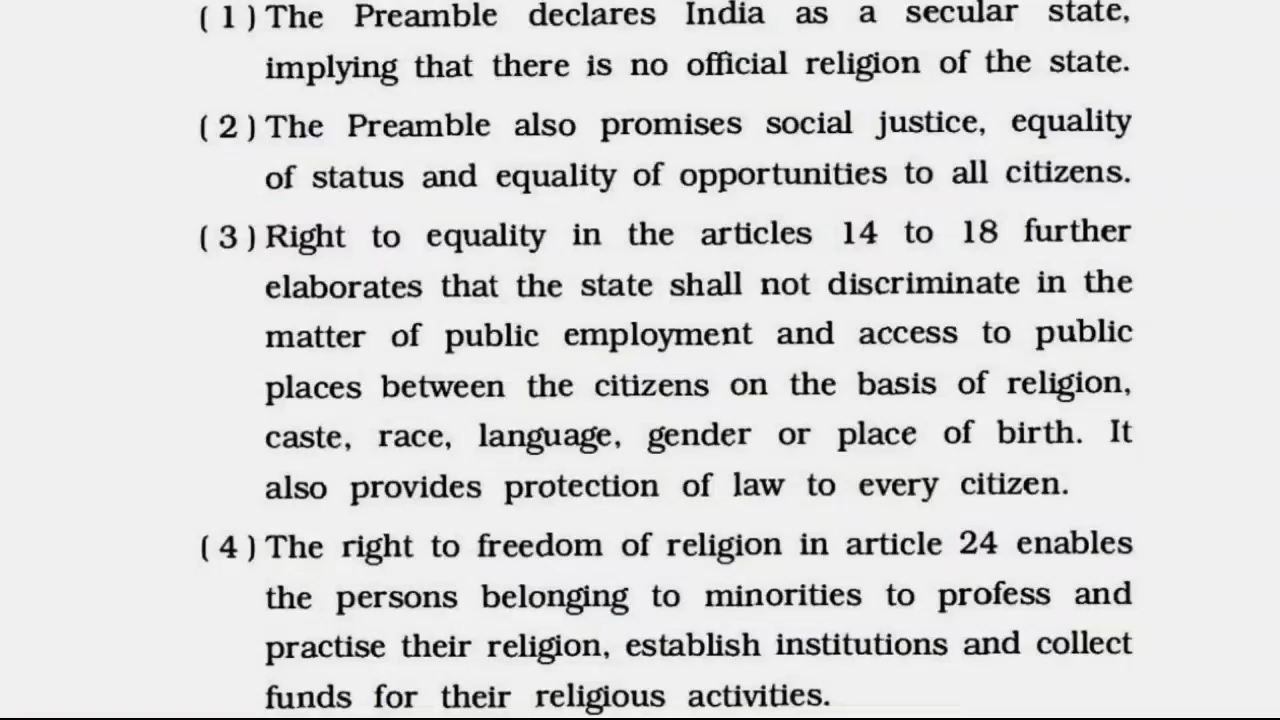 ( 1 ) The Preamble declares India as a secular state,
implying that there is no official religion of the state.
( 2 ) The Preamble also promises social justice, equality
of status and equality of opportunities to all citizens.
( 3 ) Right to equality in the articles 14 to 18 further
elaborates that the state shall not discriminate in the
matter of public employment and access to public
places between the citizens on the basis of religion,
caste, race, language, gender or place of birth. It
also provides protection of law to every citizen.
( 4 ) The right to freedom of religion in article 24 enables
the persons belonging to minorities to profess and
practise their religion, establish institutions and collect
funds for their religious activities.